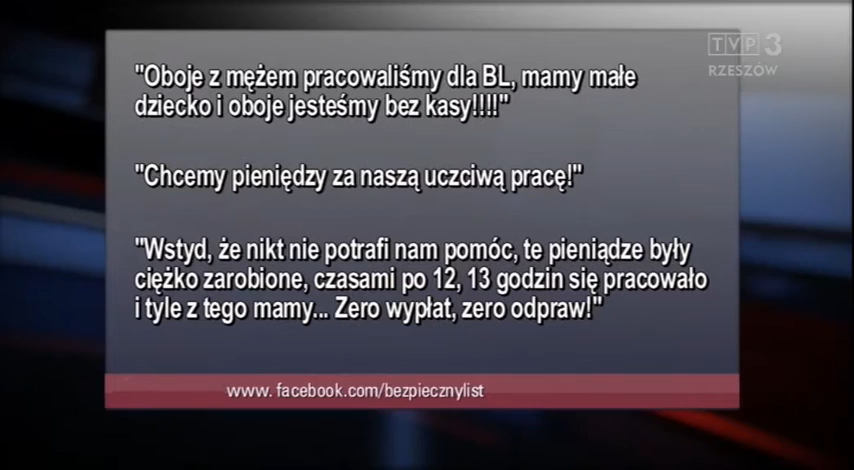 TVP 3
RZESZÓW
"Oboje z mężem pracowaliśmy dla BL, mamy małe
dziecko i oboje jesteśmy bez kasy!!!!"
"Chcemy pieniędzy za naszą uczciwą pracę!"
"Wstyd, że nikt nie potrafi nam pomóc, te pieniądze były
ciężko zarobione, czasami po 12, 13 godzin się pracowało
i tyle z tego mamy... Zero wypłat, zero odpraw!"
www. facebook.com/bezpiecznylist